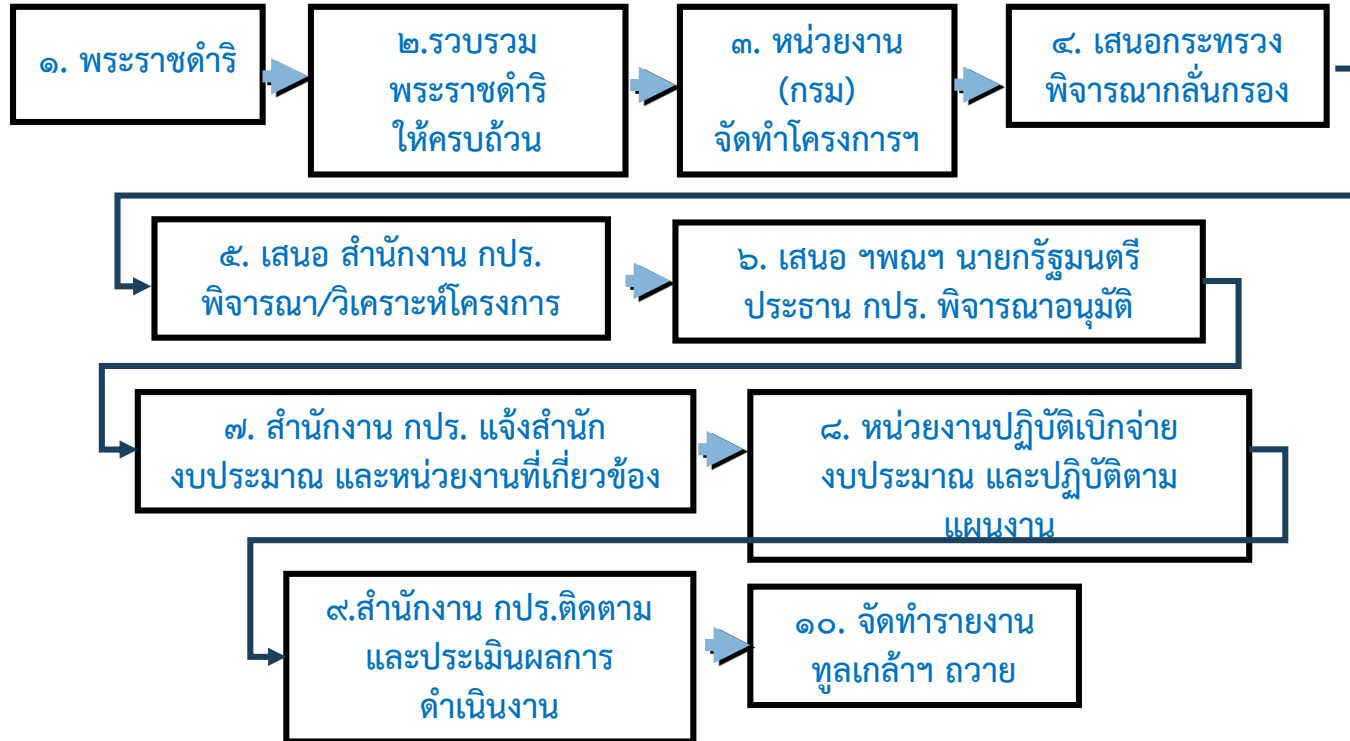 ๑. พระราชดำริ
๒.รวบรวม
พระราชดำริ
ให้ครบถ้วน
๓. หน่วยงาน
(กรม)
จัดทำโครงการฯ
๔. เสนอกระทรวง
พิจารณากลั่นกรอง
๕. เสนอ สำนักงาน กปร.
พิจารณา/วิเคราะห์โครงการ
๖. เสนอ ฯพณฯ นายกรัฐมนตรี
ประธาน กปร. พิจารณาอนุมัติ
๗. สำนักงาน กปร. แจ้งสำนัก
งบประมาณ และหน่วยงานที่เกี่ยวข้อง
๘. หน่วยงานปฏิบัติเบิกจ่าย
งบประมาณ และปฏิบัติตาม
แผนงาน
๙.สำนักงาน กปร.ติดตาม
และประเมินผลการ
ดำเนินงาน
๑๐. จัดทำรายงาน
ทูลเกล้าฯ ถวาย